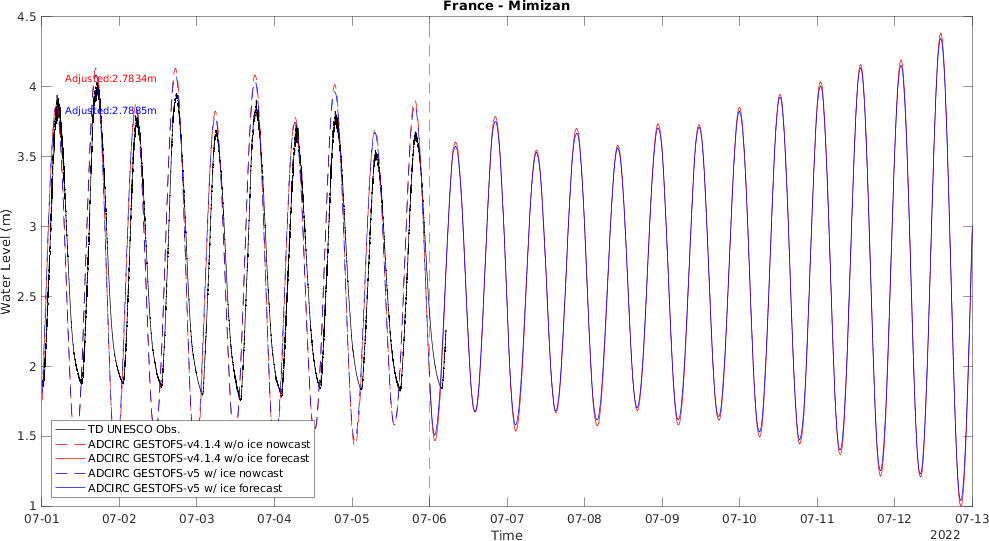 France - Mimizan
4.5
4
3.5
3
2.5
2
1.5
1
Water Level (m)
Adjusted:2.7834m
Adjusted:2.7885m
TD UNESCO Obs.
ADCIRC GESTOFS-v4.1.4 w/o ice nowcast
ADCIRC GESTOFS-v4.1.4 w/o ice forecast
ADCIRC GESTOFS-v5 w/ ice nowcast
ADCIRC GESTOFS-v5 w/ ice forecast
07-01 07-02 07-03 07-04 07-05 07-06 07-07 07-08 07-09 07-10 07-11 07-12 07-13
Time
2022